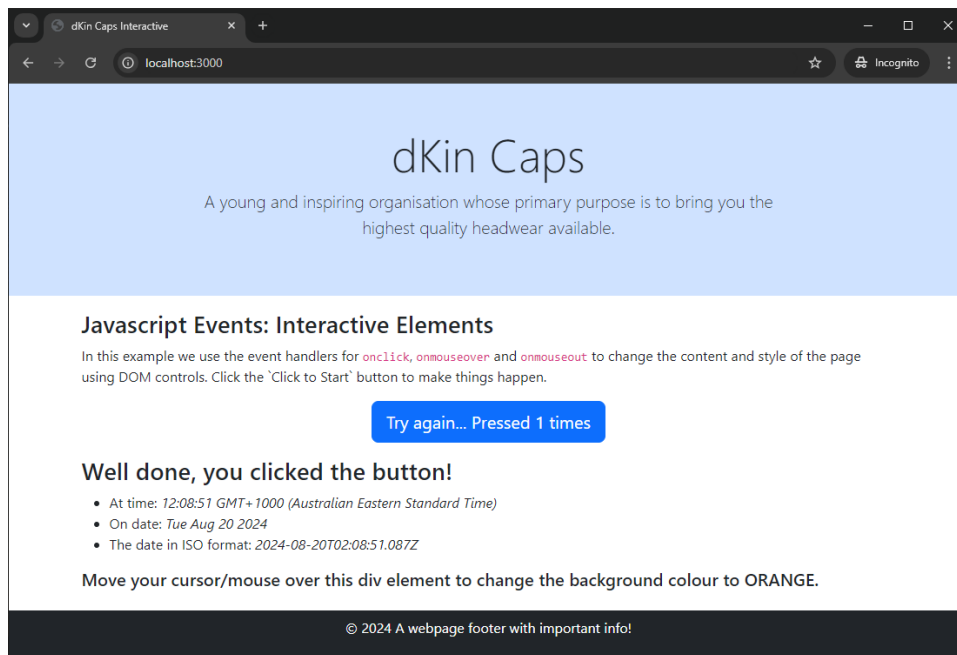 dKin Caps Interactive
localhost:3000
Incognito
dKin Caps
A young and inspiring organisation whose primary purpose is to bring you the
highest quality headwear available.
Javascript Events: Interactive Elements
In this example we use the event handlers for onclick, onmouseover and onmouseout to change the content and style of the page
using DOM controls. Click the `Click to Start` button to make things happen.
Try again... Pressed 1 times
Well done, you clicked the button!
• At time: 12:08:51 GMT+1000 (Australian Eastern Standard Time)
• On date: Tue Aug 20 2024
• The date in ISO format: 2024-08-20T02:08:51.087Z
Move your cursor/mouse over this div element to change the background colour to ORANGE.
© 2024 A webpage footer with important info!